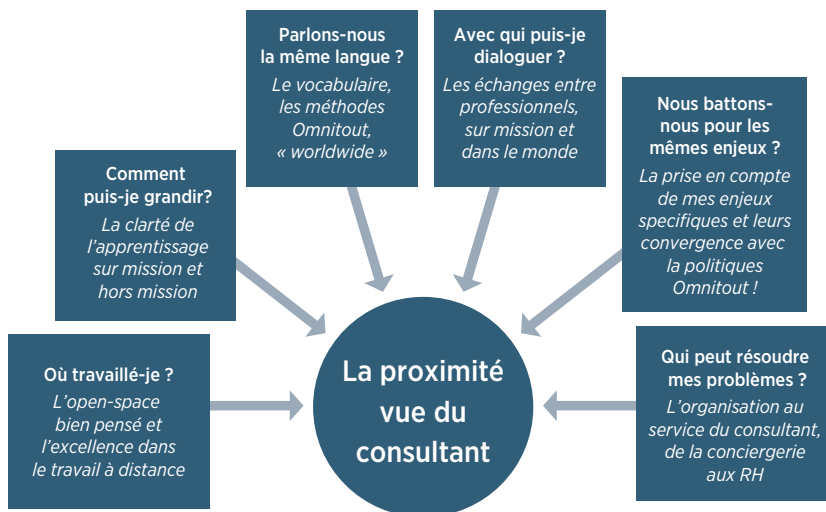 Parlons-nous
la même langue ?
Le vocabulaire,
les méthodes
Omnitout,
« worldwide »
Avec qui puis-je
dialoguer ?
Les échanges entre
professionnels,
sur mission et
dans le monde
Nous battons-
nous pour les
mêmes enjeux ?
La prise en compte
de mes enjeux
specifiques et leurs
convergence avec
la politiques
Omnitout !
Comment
puis-je grandir?
La clarté de
l'apprentissage
sur mission et
hors mission
Où travaillé-je ?
L'open-space
bien pensé et
l'excellence dans
le travail à distance
La proximité
vue du
consultant
Qui peut résoudre
mes problèmes ?
L'organisation au
service du consultant,
de la conciergerie
aux RH